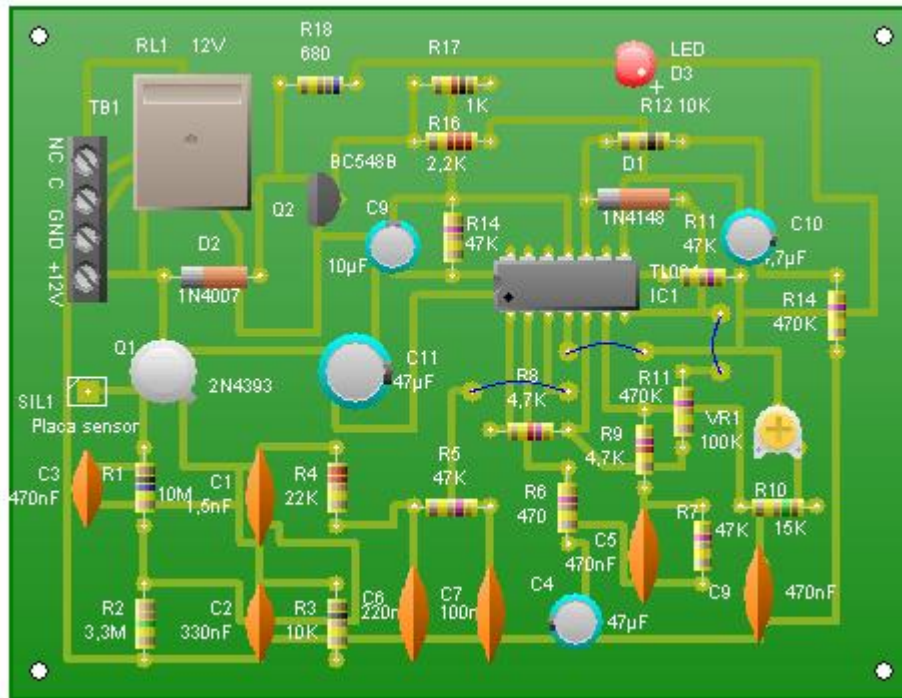 R18
680
RL1 12V
R17
1K
LED
D3
+
R12 10K
TB1
R16
2,2K
NC
C
GND
+12V
BC548B
Q2
D1
1N4148
C9
10µF
R14
47K
R11
47K
C10
4,7µF
D2
1N4007
IC1
R14
470K
Q1
2N4393
C11
47µF
SIL1
Placa sensor
R8
4,7K
R11
470K
VR1
100K
C3
470nF
R1
10M
C1
1,5nF
R4
22K
R5
47K
R9
4,7K
R6
470
R7
47K
R10
15K
C5
470nF
R2
3,3M
C2
330nF
R3
10K
C6
220n
C7
100n
C4
47µF
C9
470nF